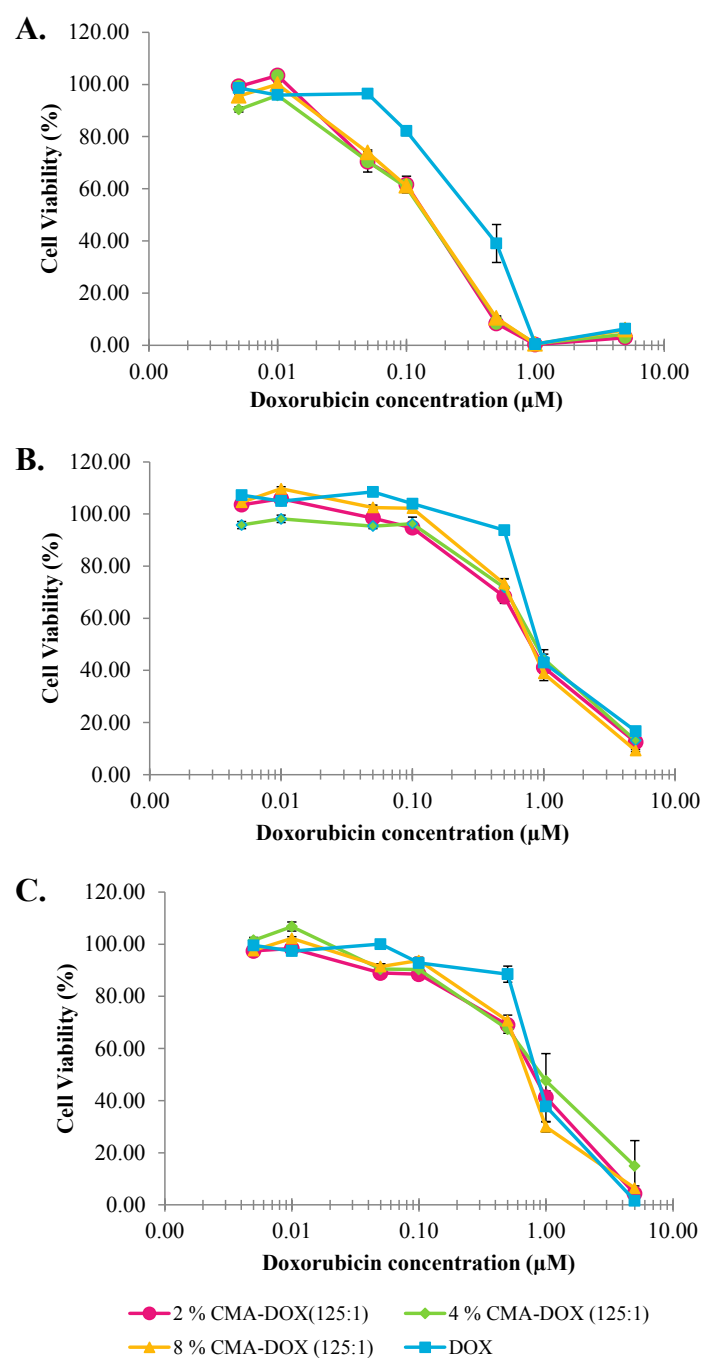 A.
120.00
100.00
80.00
60.00
40.00
20.00
0.00
Cell Viability (%)
0.00 0.01 0.10 1.00 10.00
Doxorubicin concentration (µM)
B.
120.00
100.00
80.00
60.00
40.00
20.00
0.00
Cell Viability (%)
0.00 0.01 0.10 1.00 10.00
Doxorubicin concentration (µM)
C.
120.00
100.00
80.00
60.00
40.00
20.00
0.00
Cell Viability (%)
0.00 0.01 0.10 1.00 10.00
Doxorubicin concentration (µM)
2 % CMA-DOX(125:1) 4 % CMA-DOX (125:1)
8 % CMA-DOX (125:1) DOX